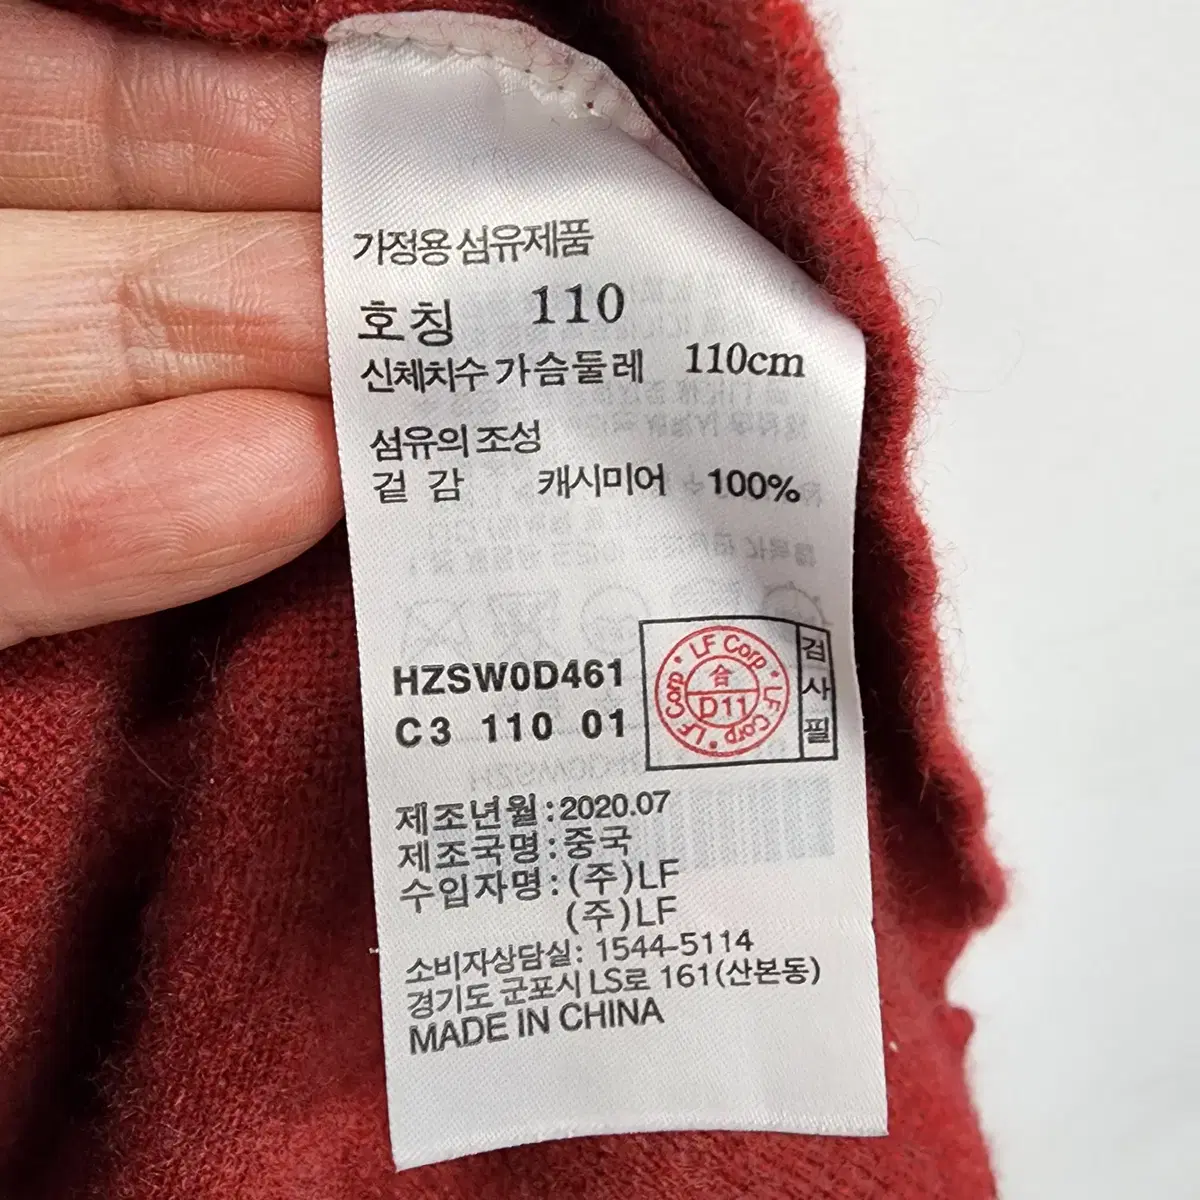 가정용 섬유제품
호칭 110
신체치수 가슴둘레 110cm
섬유의 조성
겉 감 캐시미어 100%
HZSW0D461
C3 110 01
LF Corp • LF Corp • LF Corp •
合
D11
검사필
제조년월:2020.07
제조국명:중국
수입자명:(주)LF
(주)LF
소비자상담실: 1544-5114
경기도 군포시 LS로 161(산본동)
MADE IN CHINA